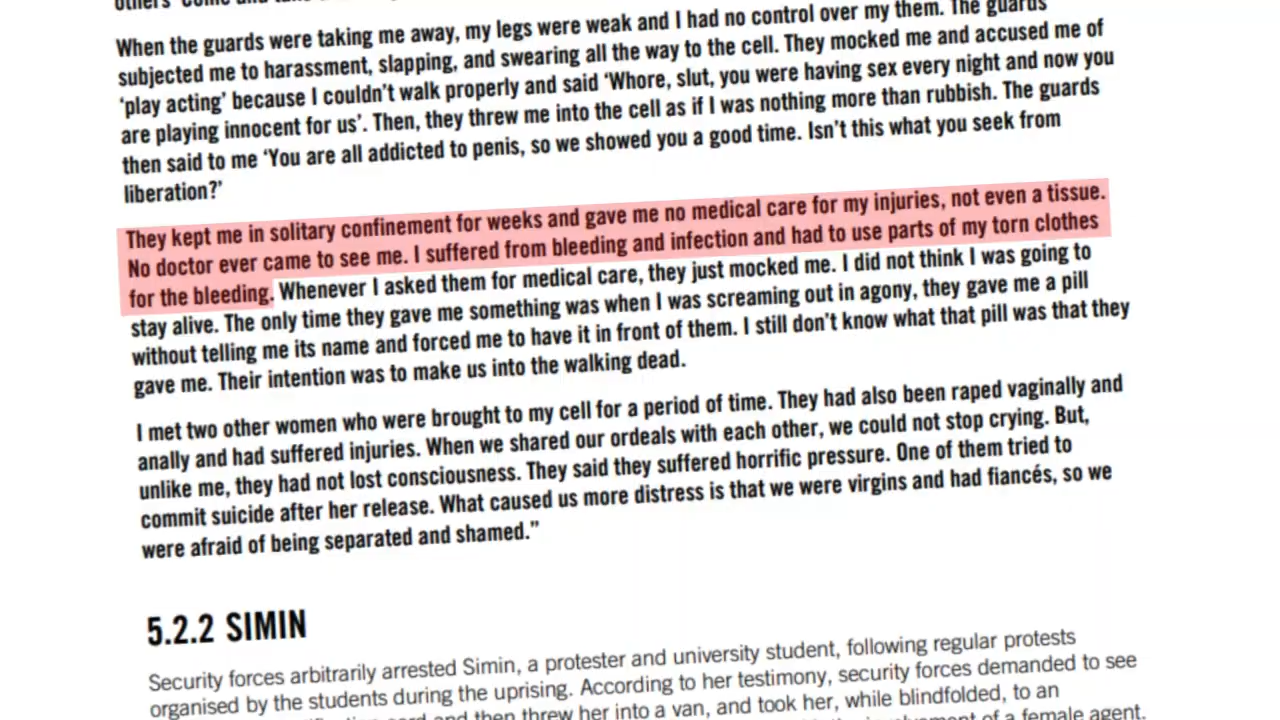 others
When the guards were taking me away, my legs were weak and I had no control over my them. The guards
subjected me to harassment, slapping, and swearing all the way to the cell. They mocked me and accused me of
‘play acting’ because I couldn’t walk properly and said ‘Whore, slut, you were having sex every night and now you
are playing innocent for us’. Then, they threw me into the cell as if I was nothing more than rubbish. The guards
then said to me ‘You are all addicted to penis, so we showed you a good time. Isn’t this what you seek from
liberation?’
They kept me in solitary confinement for weeks and gave me no medical care for my injuries, not even a tissue.
No doctor ever came to see me. I suffered from bleeding and infection and had to use parts of my torn clothes
for the bleeding. Whenever I asked them for medical care, they just mocked me. I did not think I was going to
stay alive. The only time they gave me something was when I was screaming out in agony, they gave me a pill
without telling me its name and forced me to have it in front of them. I still don’t know what that pill was that they
gave me. Their intention was to make us into the walking dead.
I met two other women who were brought to my cell for a period of time. They had also been raped vaginally and
anally and had suffered injuries. When we shared our ordeals with each other, we could not stop crying. But,
unlike me, they had not lost consciousness. They said they suffered horrific pressure. One of them tried to
commit suicide after her release. What caused us more distress is that we were virgins and had fiancés, so we
were afraid of being separated and shamed.”
5.2.2 SIMIN
Security forces arbitrarily arrested Simin, a protester and university student, following regular protests
organised by the students during the uprising. According to her testimony, security forces demanded to see
card and then threw her into a van, and took her, while blindfolded, to an
of a female agent.